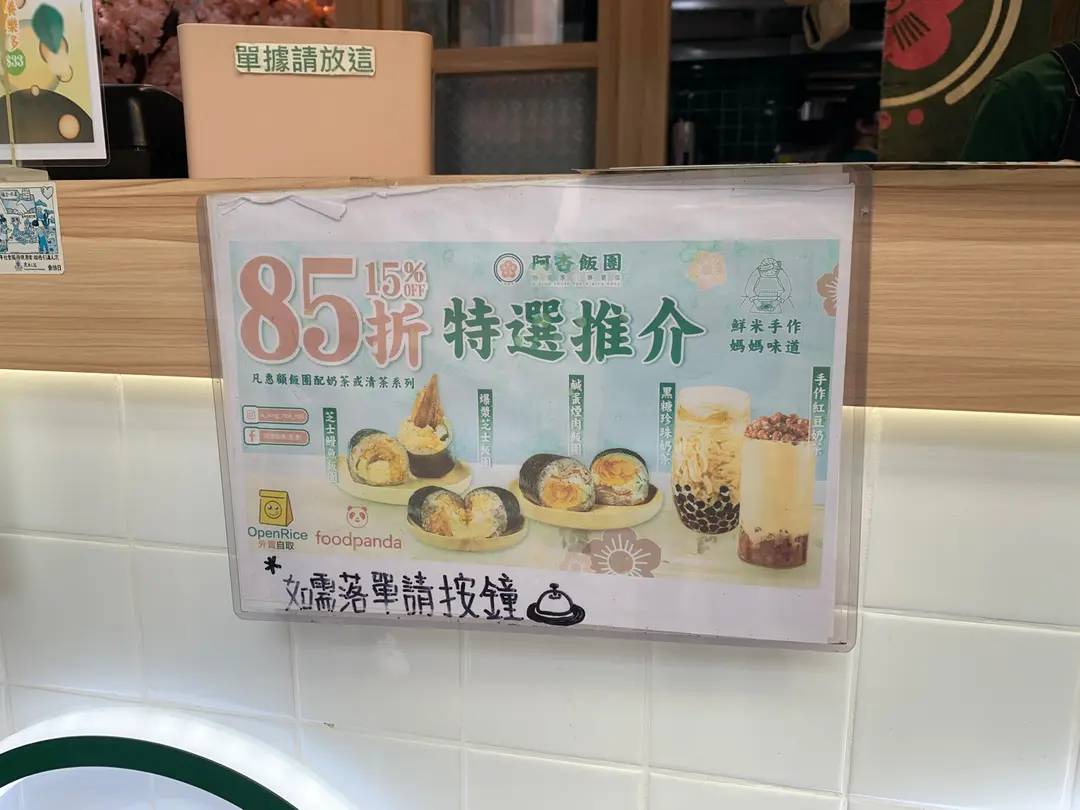 單據請放這
$33
85折
15% OFF
阿杏飯團
特選推介
鮮米手作
媽媽味道
凡惠顧飯團配奶茶或清茶系列
芝士鰻魚飯團
爆漿芝士飯團
鹹蛋煙肉飯團
黑糖珍珠奶茶
手作紅豆奶茶
OpenRice
外賣自取
foodpanda
*如需落單請按鐘